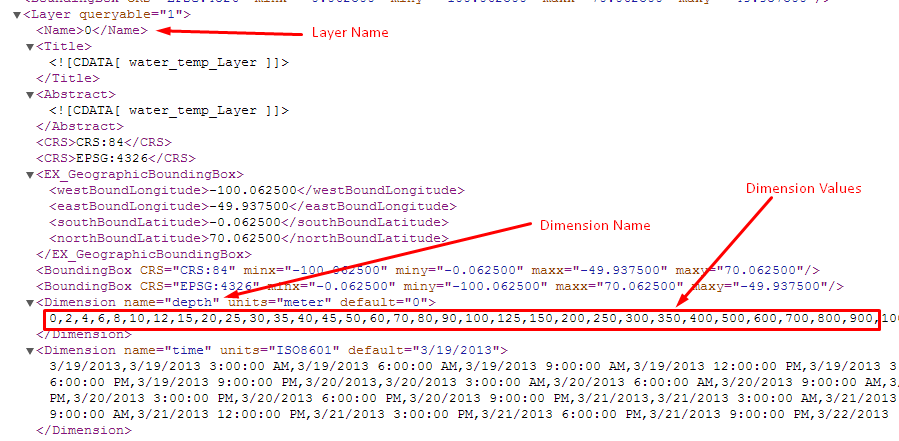 <Layer queryable="1">
<Name>0</Name>
Layer Name
<Title>
<![CDATA[ water_temp_Layer ]]>
</Title>
<Abstract>
<![CDATA[ water_temp_Layer ]]>
</Abstract>
<CRS>CRS:84</CRS>
<CRS>EPSG:4326</CRS>
<EX_GeographicBoundingBox>
<westBoundLongitude>-100.062500</westBoundLongitude>
Dimension Values
<eastBoundLongitude>-49.937500</eastBoundLongitude>
<southBoundLatitude>-0.062500</southBoundLatitude>
Dimension Name
<northBoundLatitude>70.062500</northBoundLatitude>
</EX_GeographicBoundingBox>
<BoundingBox CRS="CRS:84" minx="-100.062500" miny="-0.062500" maxx="-49.937500" maxy="70.062500"/>
<BoundingBox CRS="EPSG:4326" minx="-0.062500" miny="-100.062500" maxx="70.062500" maxy="-49.937500"/>
<Dimension name="depth" units="meter" default="0">
0,2,4,6,8,10,12,15,20,25,30,35,40,45,50,60,70,80,90,100,125,150,200,250,300,350,400,500,600,700,800,900,
</Dimension>
<Dimension name="time" units="ISO8601" default="3/19/2013">
3/19/2013,3/19/2013 3:00:00 AM,3/19/2013 6:00:00 AM,3/19/2013 9:00:00 AM,3/19/2013 12:00:00 PM,3/19/2013 3
6:00:00 PM,3/19/2013 9:00:00 PM,3/20/2013,3/20/2013 3:00:00 AM,3/20/2013 6:00:00 AM,3/20/2013 9:00:00 AM,3
PM,3/20/2013 3:00:00 PM,3/20/2013 6:00:00 PM,3/20/2013 9:00:00 PM,3/21/2013,3/21/2013 3:00:00 AM,3/21/2013
9:00:00 AM,3/21/2013 12:00:00 PM,3/21/2013 3:00:00 PM,3/21/2013 6:00:00 PM,3/21/2013 9:00:00 PM,3/22/2013
</Dimension>